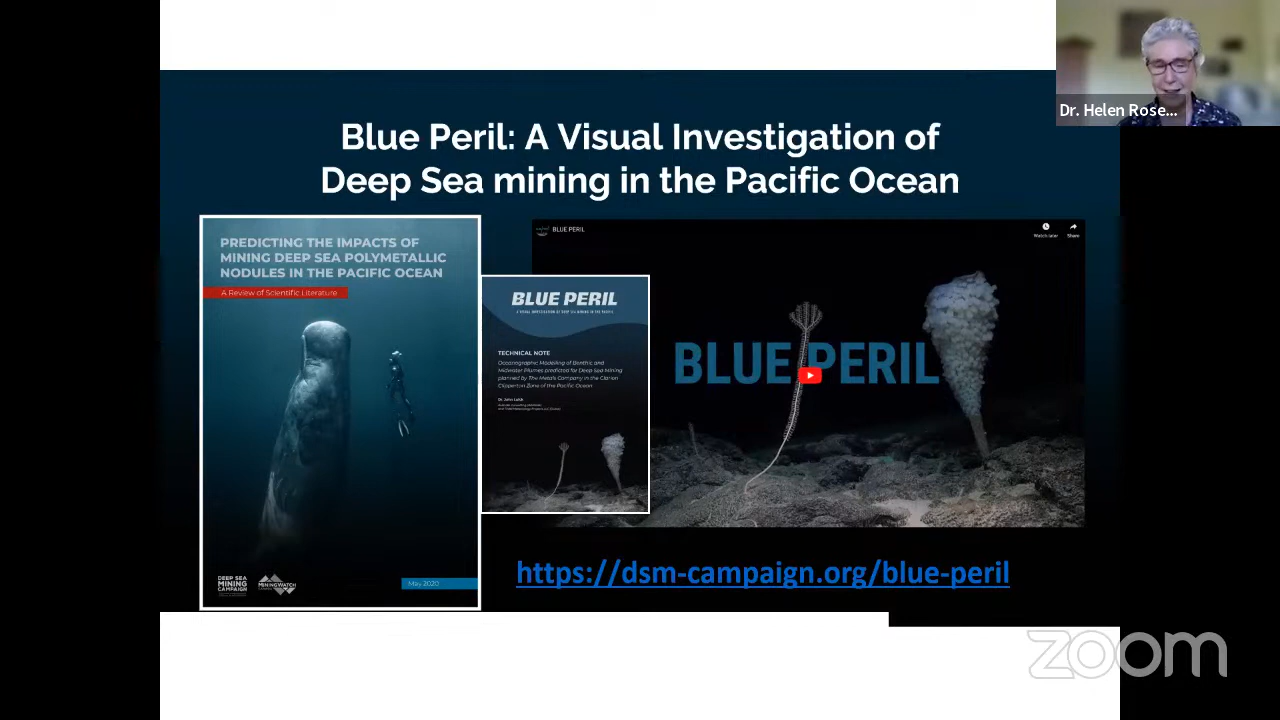 Dr. Helen Rose...
Blue Peril: A Visual Investigation of
Deep Sea mining in the Pacific Ocean
PREDICTING THE IMPACTS OF
MINING DEEP SEA POLYMETALLIC
NODULES IN THE PACIFIC OCEAN
A Review of Scientific Literature
DEEP SEA
MINING
CAMPAIGN
MININGWATCH
May 2020
BLUE PERIL
A VISUAL INVESTIGATION OF DEEP SEA MINING IN THE PACIFIC
TECHNICAL NOTE
Oceanographic Modelling of Benthic and
Midwater Plumes predicted for Deep Sea Mining
planned by The Metals Company in the Clarion
Clipperton Zone of the Pacific Ocean
Dr. John Luick
BLUE PERIL
Watch later
Share
BLUE PERIL
https://dsm-campaign.org/blue-peril
zoom